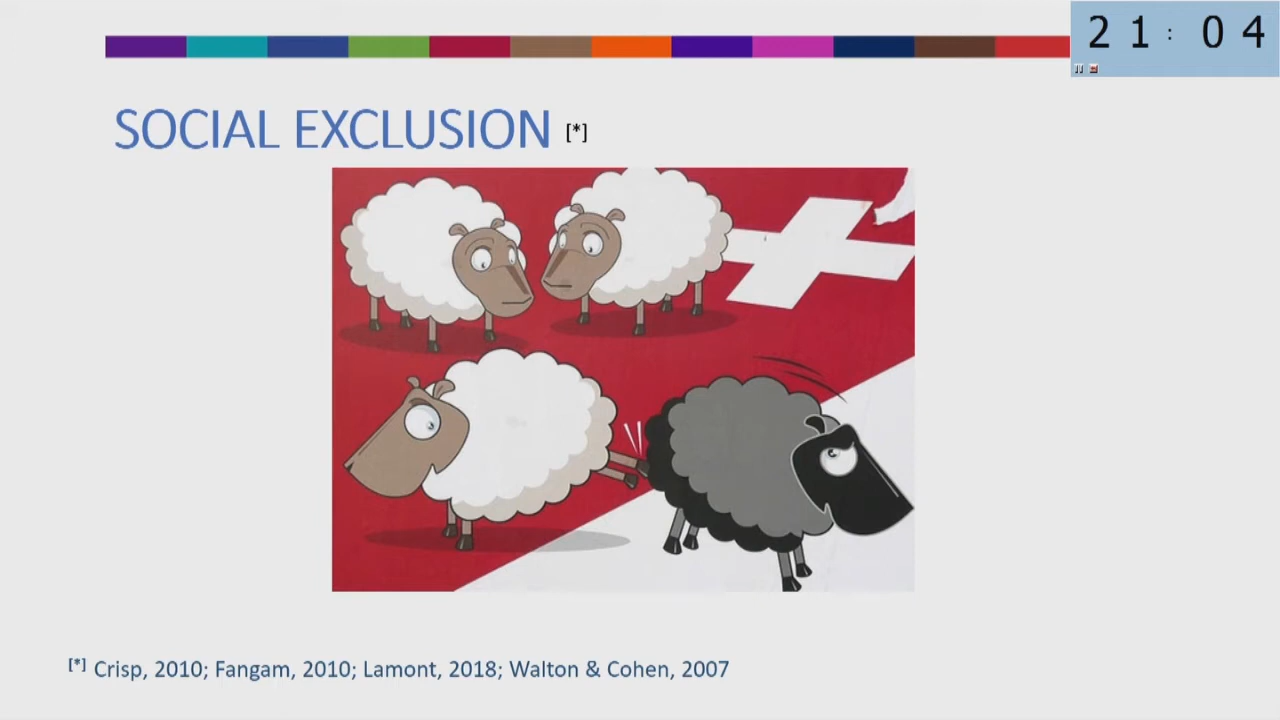 21:04
SOCIAL EXCLUSION [*]
[*] Crisp, 2010; Fangam, 2010; Lamont, 2018; Walton & Cohen, 2007